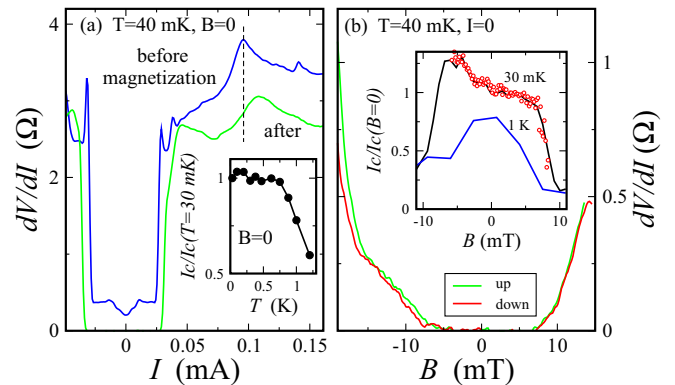 (a) T=40 mK, B=0
before
magnetization
after
dV/dI (Ω)
4
2
0
0
0.05
0.1
0.15
I (mA)
Ic/Ic(T=30 mK)
1
0.5
B=0
0
0.5
1
T (K)
(b) T=40 mK, I=0
Ic/Ic(B=0)
1
0.5
0
30 mK
1 K
-10
0
10
B (mT)
up
down
-10
0
10
B (mT)
1
0.5
0
dV/dI (Ω)